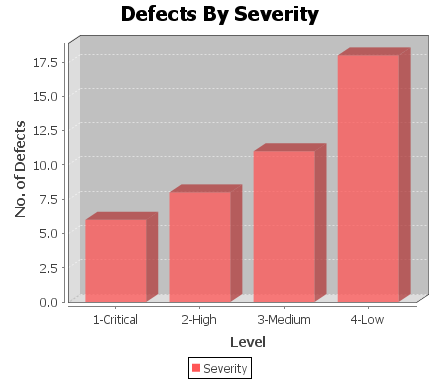 Defects By Severity
No. of Defects
17.5
15.0
12.5
10.0
7.5
5.0
2.5
0.0
1-Critical 2-High 3-Medium 4-Low
Level
Severity